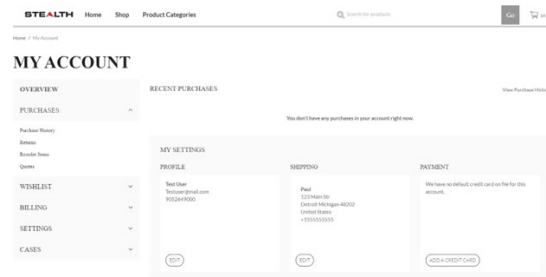 STEALTH Home Shop Product Categories Search for products Go
Home / My Account
MY ACCOUNT
OVERVIEW
PURCHASES
Purchase History
Returns
Reorder Items
Quotes
WISHLIST
BILLING
SETTINGS
CASES
RECENT PURCHASES
View Purchase Histo
You don't have any purchases in your account right now.
MY SETTINGS
PROFILE
Test User
Testuser@mail.com
9052649000
EDIT
SHIPPING
Paul
123 Main Str
Detroit Michigan 48202
United States
+1555555555
EDIT
PAYMENT
We have no default credit card on file for this
account.
ADD A CREDIT CARD